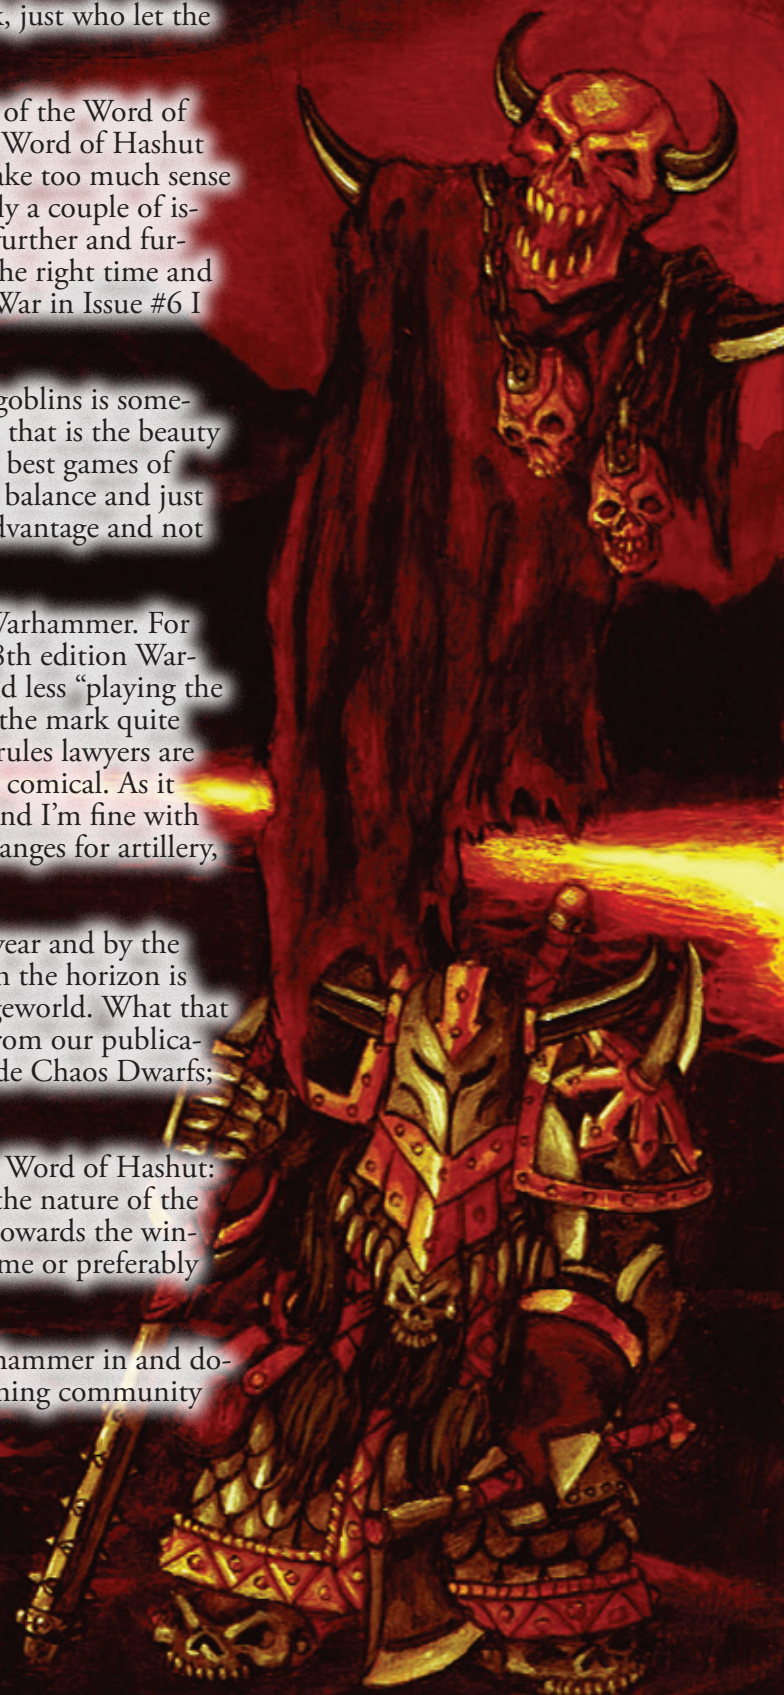 , just who let the
of the Word of
Word of Hashut
ake too much sense
ly a couple of is-
further and fur-
he right time and
War in Issue #6 I
goblins is some-
that is the beauty
best games of
balance and just
dvantage and not
Warhammer. For
8th edition War-
d less “playing the
the mark quite
rules lawyers are
comical. As it
nd I’m fine with
anges for artillery,
year and by the
n the horizon is
geworld. What that
rom our publica-
de Chaos Dwarfs;
Word of Hashut:
the nature of the
towards the win-
me or preferably
hammer in and do-
ning community